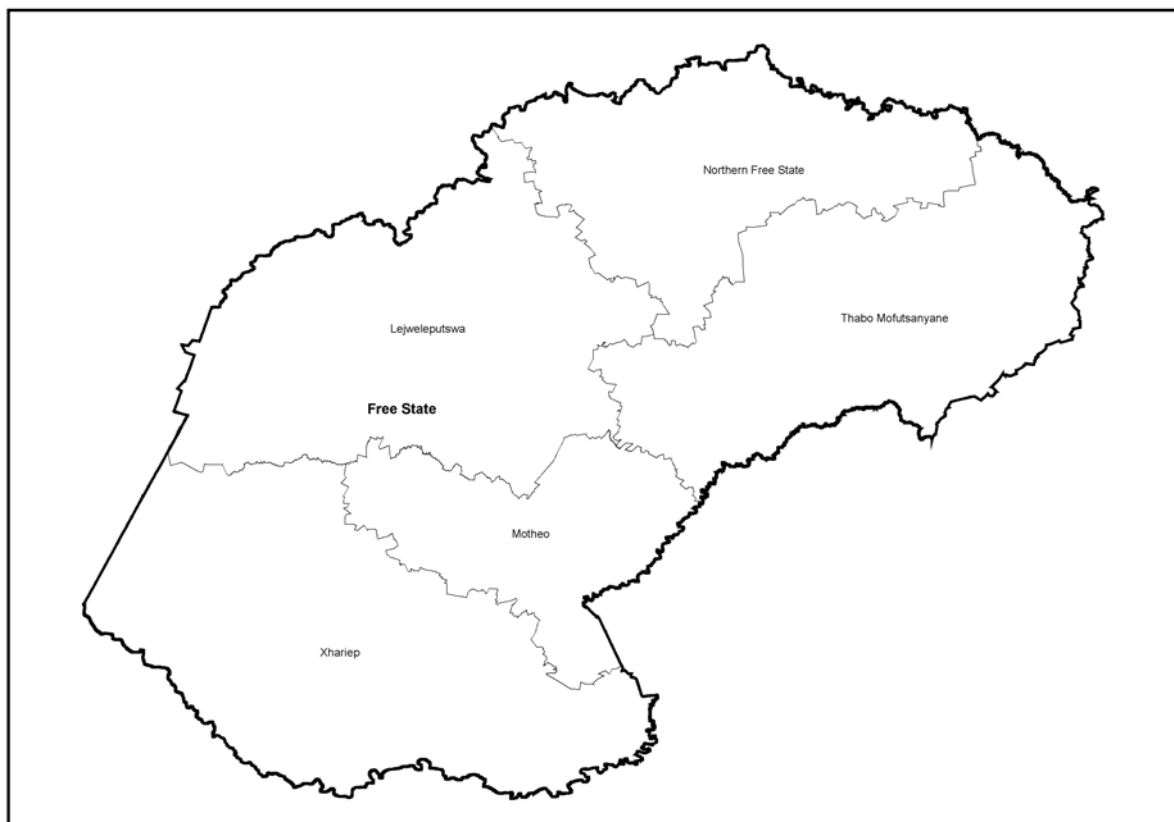 Northern Free State
Thabo Mofutsanyane
Lejweleputswa
Free State
Motheo
Xhariep